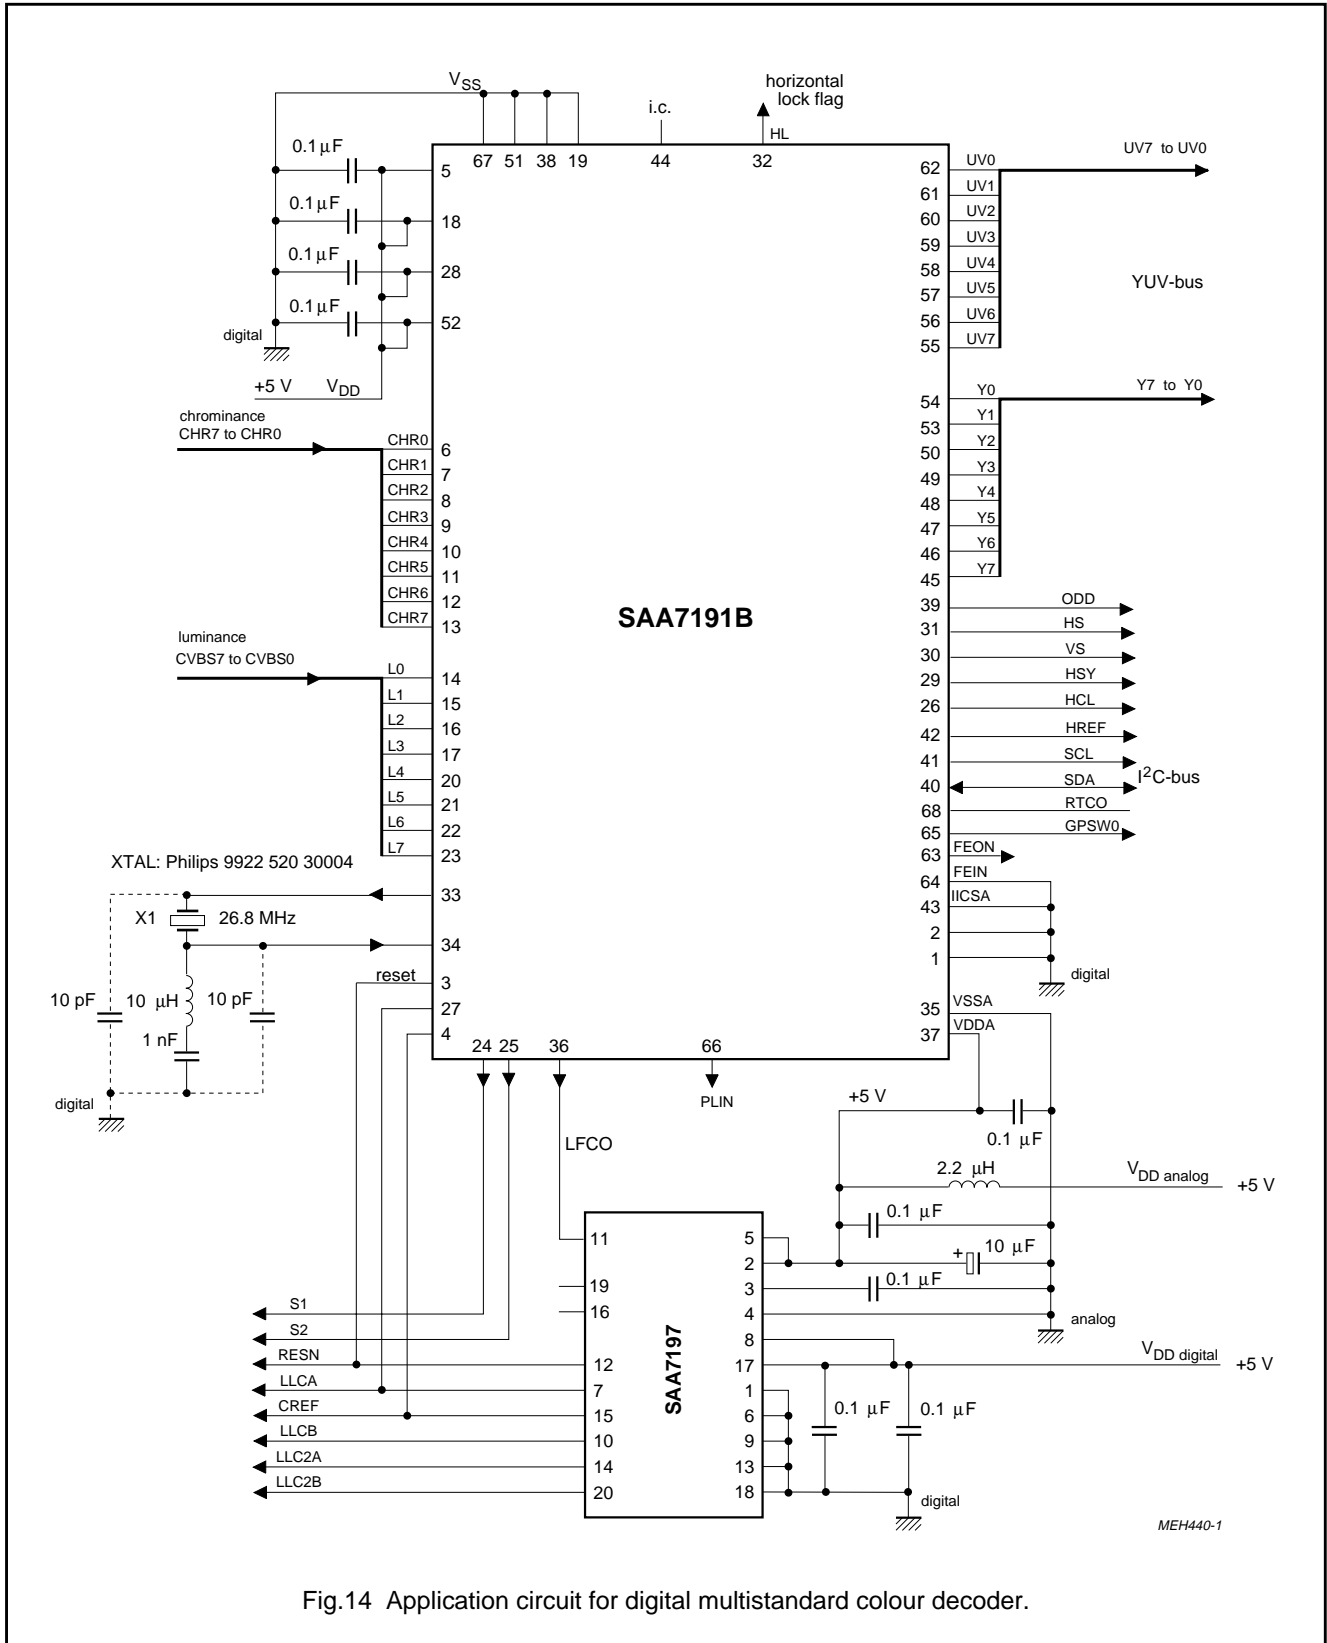 V_SS
horizontal
lock flag
i.c.
HL
0.1 µF
0.1 µF
0.1 µF
0.1 µF
digital
+5 V V_DD
67 51 38 19 44 32
5
18
28
52
chrominance
CHR7 to CHR0
CHR0 6
CHR1 7
CHR2 8
CHR3 9
CHR4 10
CHR5 11
CHR6 12
CHR7 13
luminance
CVBS7 to CVBS0
L0 14
L1 15
L2 16
L3 17
L4 20
L5 21
L6 22
L7 23
XTAL: Philips 9922 520 30004
33
X1 26.8 MHz
34
reset 3
27
4
10 pF 10 µH 10 pF
1 nF
digital
SAA7191B
62 UV0
61 UV1
60 UV2
59 UV3
58 UV4
57 UV5
56 UV6
55 UV7
UV7 to UV0
YUV-bus
54 Y0
53 Y1
50 Y2
49 Y3
48 Y4
47 Y5
46 Y6
45 Y7
Y7 to Y0
39 ODD
31 HS
30 VS
29 HSY
26 HCL
42 HREF
41 SCL
40 SDA
I²C-bus
68 RTCO
65 GPSW0
63 FEON
64 FEIN
43 IICSA
2
1
digital
35 VSSA
37 VDDA
24 25 36 66
PLIN
LFCO
+5 V
0.1 µF
2.2 µH
V_DD analog +5 V
0.1 µF
+ 10 µF
0.1 µF
analog
V_DD digital +5 V
0.1 µF 0.1 µF
digital
SAA7197
11
19
16
12
7
15
10
14
20
5
2
3
4
8
17
1
6
9
13
18
S1
S2
RESN
LLCA
CREF
LLCB
LLC2A
LLC2B
MEH440-1
Fig.14 Application circuit for digital multistandard colour decoder.